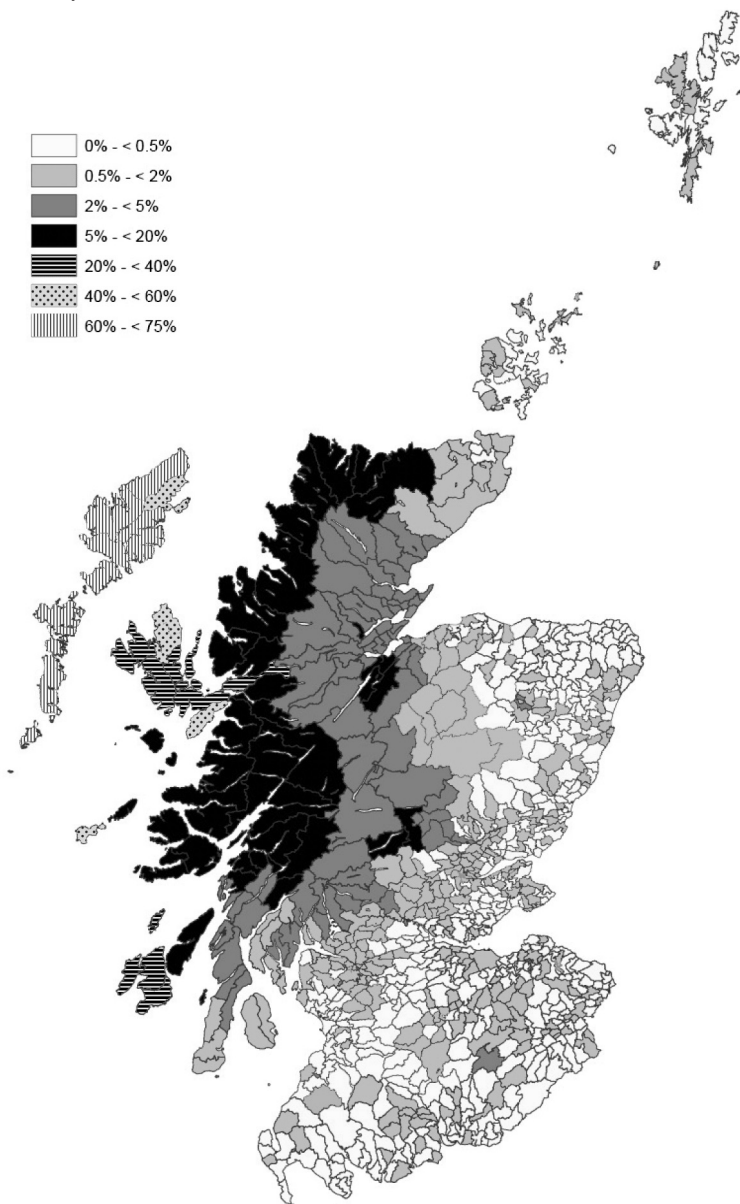 0% - < 0.5%
0.5% - < 2%
2% - < 5%
5% - < 20%
20% - < 40%
40% - < 60%
60% - < 75%